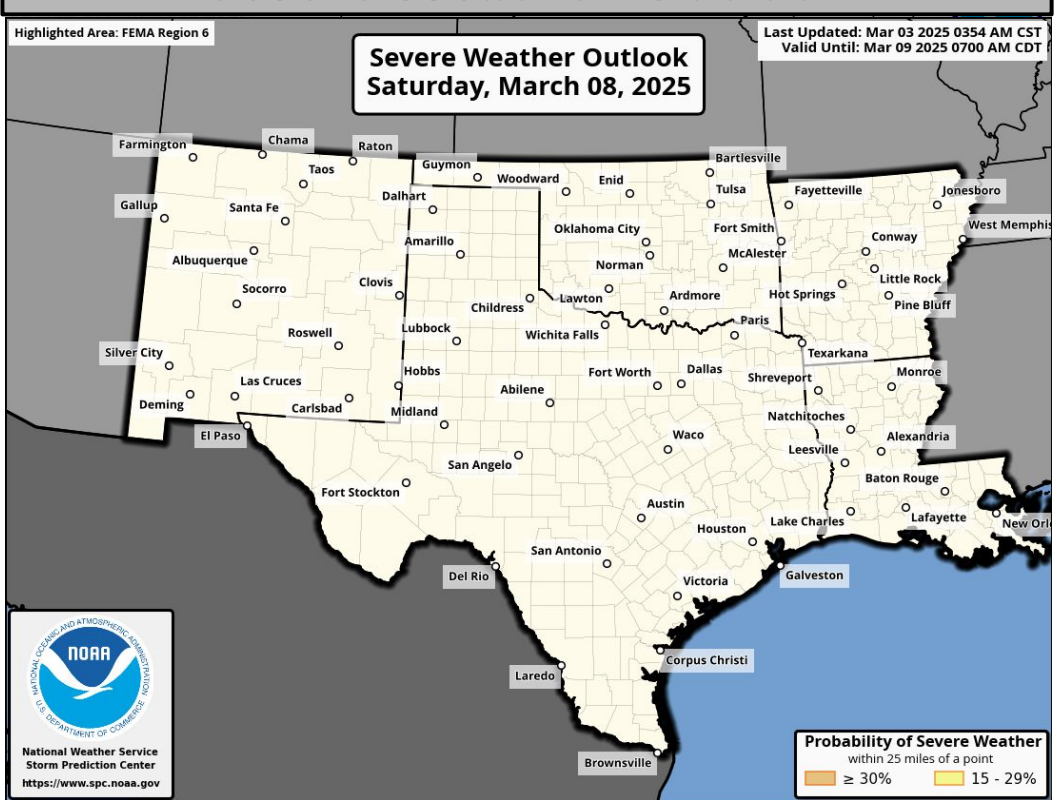 Highlighted Area: FEMA Region 6
Severe Weather Outlook
Saturday, March 08, 2025
Last Updated: Mar 03 2025 0354 AM CST
Valid Until: Mar 09 2025 0700 AM CDT
Farmington
Chama
Raton
Taos
Guymon
Woodward
Enid
Bartlesville
Tulsa
Fayetteville
Jonesboro
Gallup
Santa Fe
Dalhart
Oklahoma City
Fort Smith
West Memphis
Albuquerque
Amarillo
Norman
McAlester
Conway
Socorro
Clovis
Childress
Lawton
Ardmore
Hot Springs
Little Rock
Pine Bluff
Roswell
Lubbock
Wichita Falls
Paris
Texarkana
Silver City
Las Cruces
Hobbs
Fort Worth
Dallas
Shreveport
Monroe
Deming
Carlsbad
Midland
Abilene
Natchitoches
El Paso
San Angelo
Waco
Leesville
Alexandria
Fort Stockton
Austin
Baton Rouge
Houston
Lake Charles
Lafayette
New Orl
San Antonio
Del Rio
Victoria
Galveston
Laredo
Corpus Christi
Brownsville
NATIONAL OCEANIC AND ATMOSPHERIC ADMINISTRATION
NOAA
U.S. DEPARTMENT OF COMMERCE
National Weather Service
Storm Prediction Center
https://www.spc.noaa.gov
Probability of Severe Weather
within 25 miles of a point
≥ 30%
15 - 29%